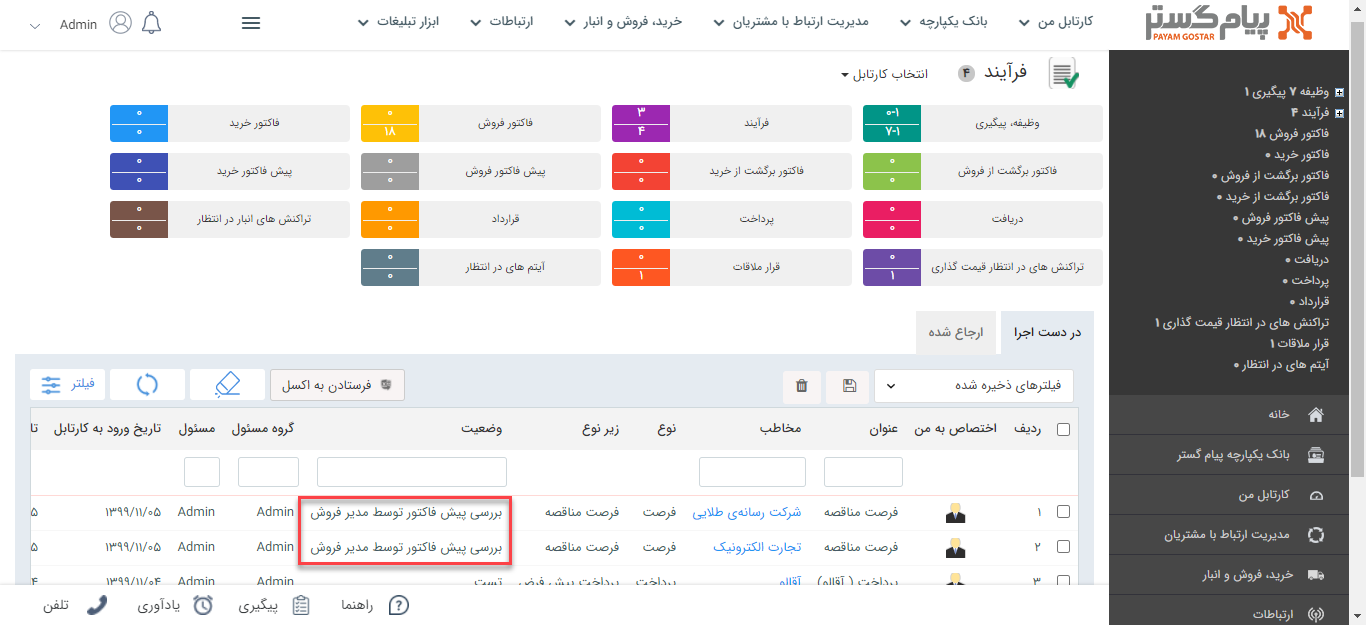 پیام گستر
PAYAM GOSTAR
کارتابل من
بانک یکپارچه
مدیریت ارتباط با مشتریان
خرید، فروش و انبار
ارتباطات
ابزار تبلیغات
Admin
وظیفه ۷ پیگیری ۱
فرآیند ۴
فاکتور فروش ۱۸
فاکتور خرید ۰
فاکتور برگشت از فروش ۰
فاکتور برگشت از خرید ۰
پیش فاکتور فروش ۰
پیش فاکتور خرید ۰
دریافت ۰
پرداخت ۰
قرارداد ۰
تراکنش های در انتظار قیمت گذاری ۱
قرار ملاقات ۱
آیتم های در انتظار ۰
خانه
بانک یکپارچه پیام گستر
کارتابل من
مدیریت ارتباط با مشتریان
خرید، فروش و انبار
ارتباطات
فرآیند ۴ انتخاب کارتابل
وظیفه، پیگیری
۰-۱
۷-۱
فرآیند
۳
۴
فاکتور فروش
۰
۱۸
فاکتور خرید
۰
۰
فاکتور برگشت از فروش
۰
۰
فاکتور برگشت از خرید
۰
۰
پیش فاکتور فروش
۰
۰
پیش فاکتور خرید
۰
۰
دریافت
۰
۰
پرداخت
۰
۰
قرارداد
۰
۰
تراکنش های انبار در انتظار
۰
۰
تراکنش های در انتظار قیمت گذاری
۰
۱
قرار ملاقات
۰
۱
آیتم های در انتظار
۰
۰
در دست اجرا
ارجاع شده
فیلترهای ذخیره شده
فرستادن به اکسل
فیلتر
ردیف اختصاص به من عنوان مخاطب نوع زیر نوع وضعیت گروه مسئول مسئول تاریخ ورود به کارتابل تا
۱ فرصت مناقصه شرکت رسانه‌ی طلایی فرصت فرصت مناقصه بررسی پیش فاکتور توسط مدیر فروش Admin Admin ۱۳۹۹/۱۱/۰۵ ۵
۲ فرصت مناقصه تجارت الکترونیک فرصت فرصت مناقصه بررسی پیش فاکتور توسط مدیر فروش Admin Admin ۱۳۹۹/۱۱/۰۵ ۵
۳ پرداخت ( آقالو) آقالو پرداخت پرداخت پیش فرض تست Admin Admin ۱۳۹۹/۱۱/۰۴ ۴
راهنما
پیگیری
یادآوری
تلفن